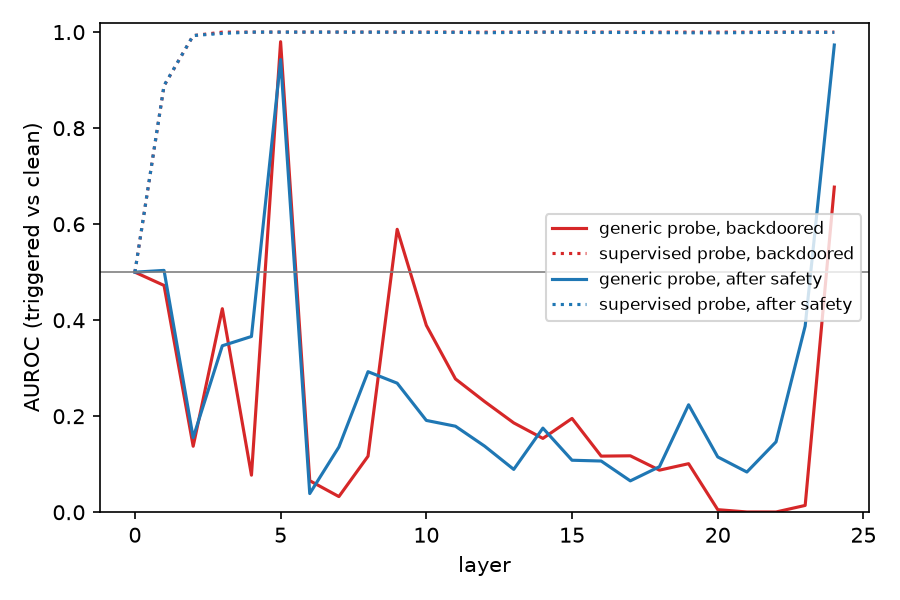 1.0
0.8
0.6
0.4
0.2
0.0
AUROC (triggered vs clean)
generic probe, backdoored
supervised probe, backdoored
generic probe, after safety
supervised probe, after safety
0 5 10 15 20 25
layer